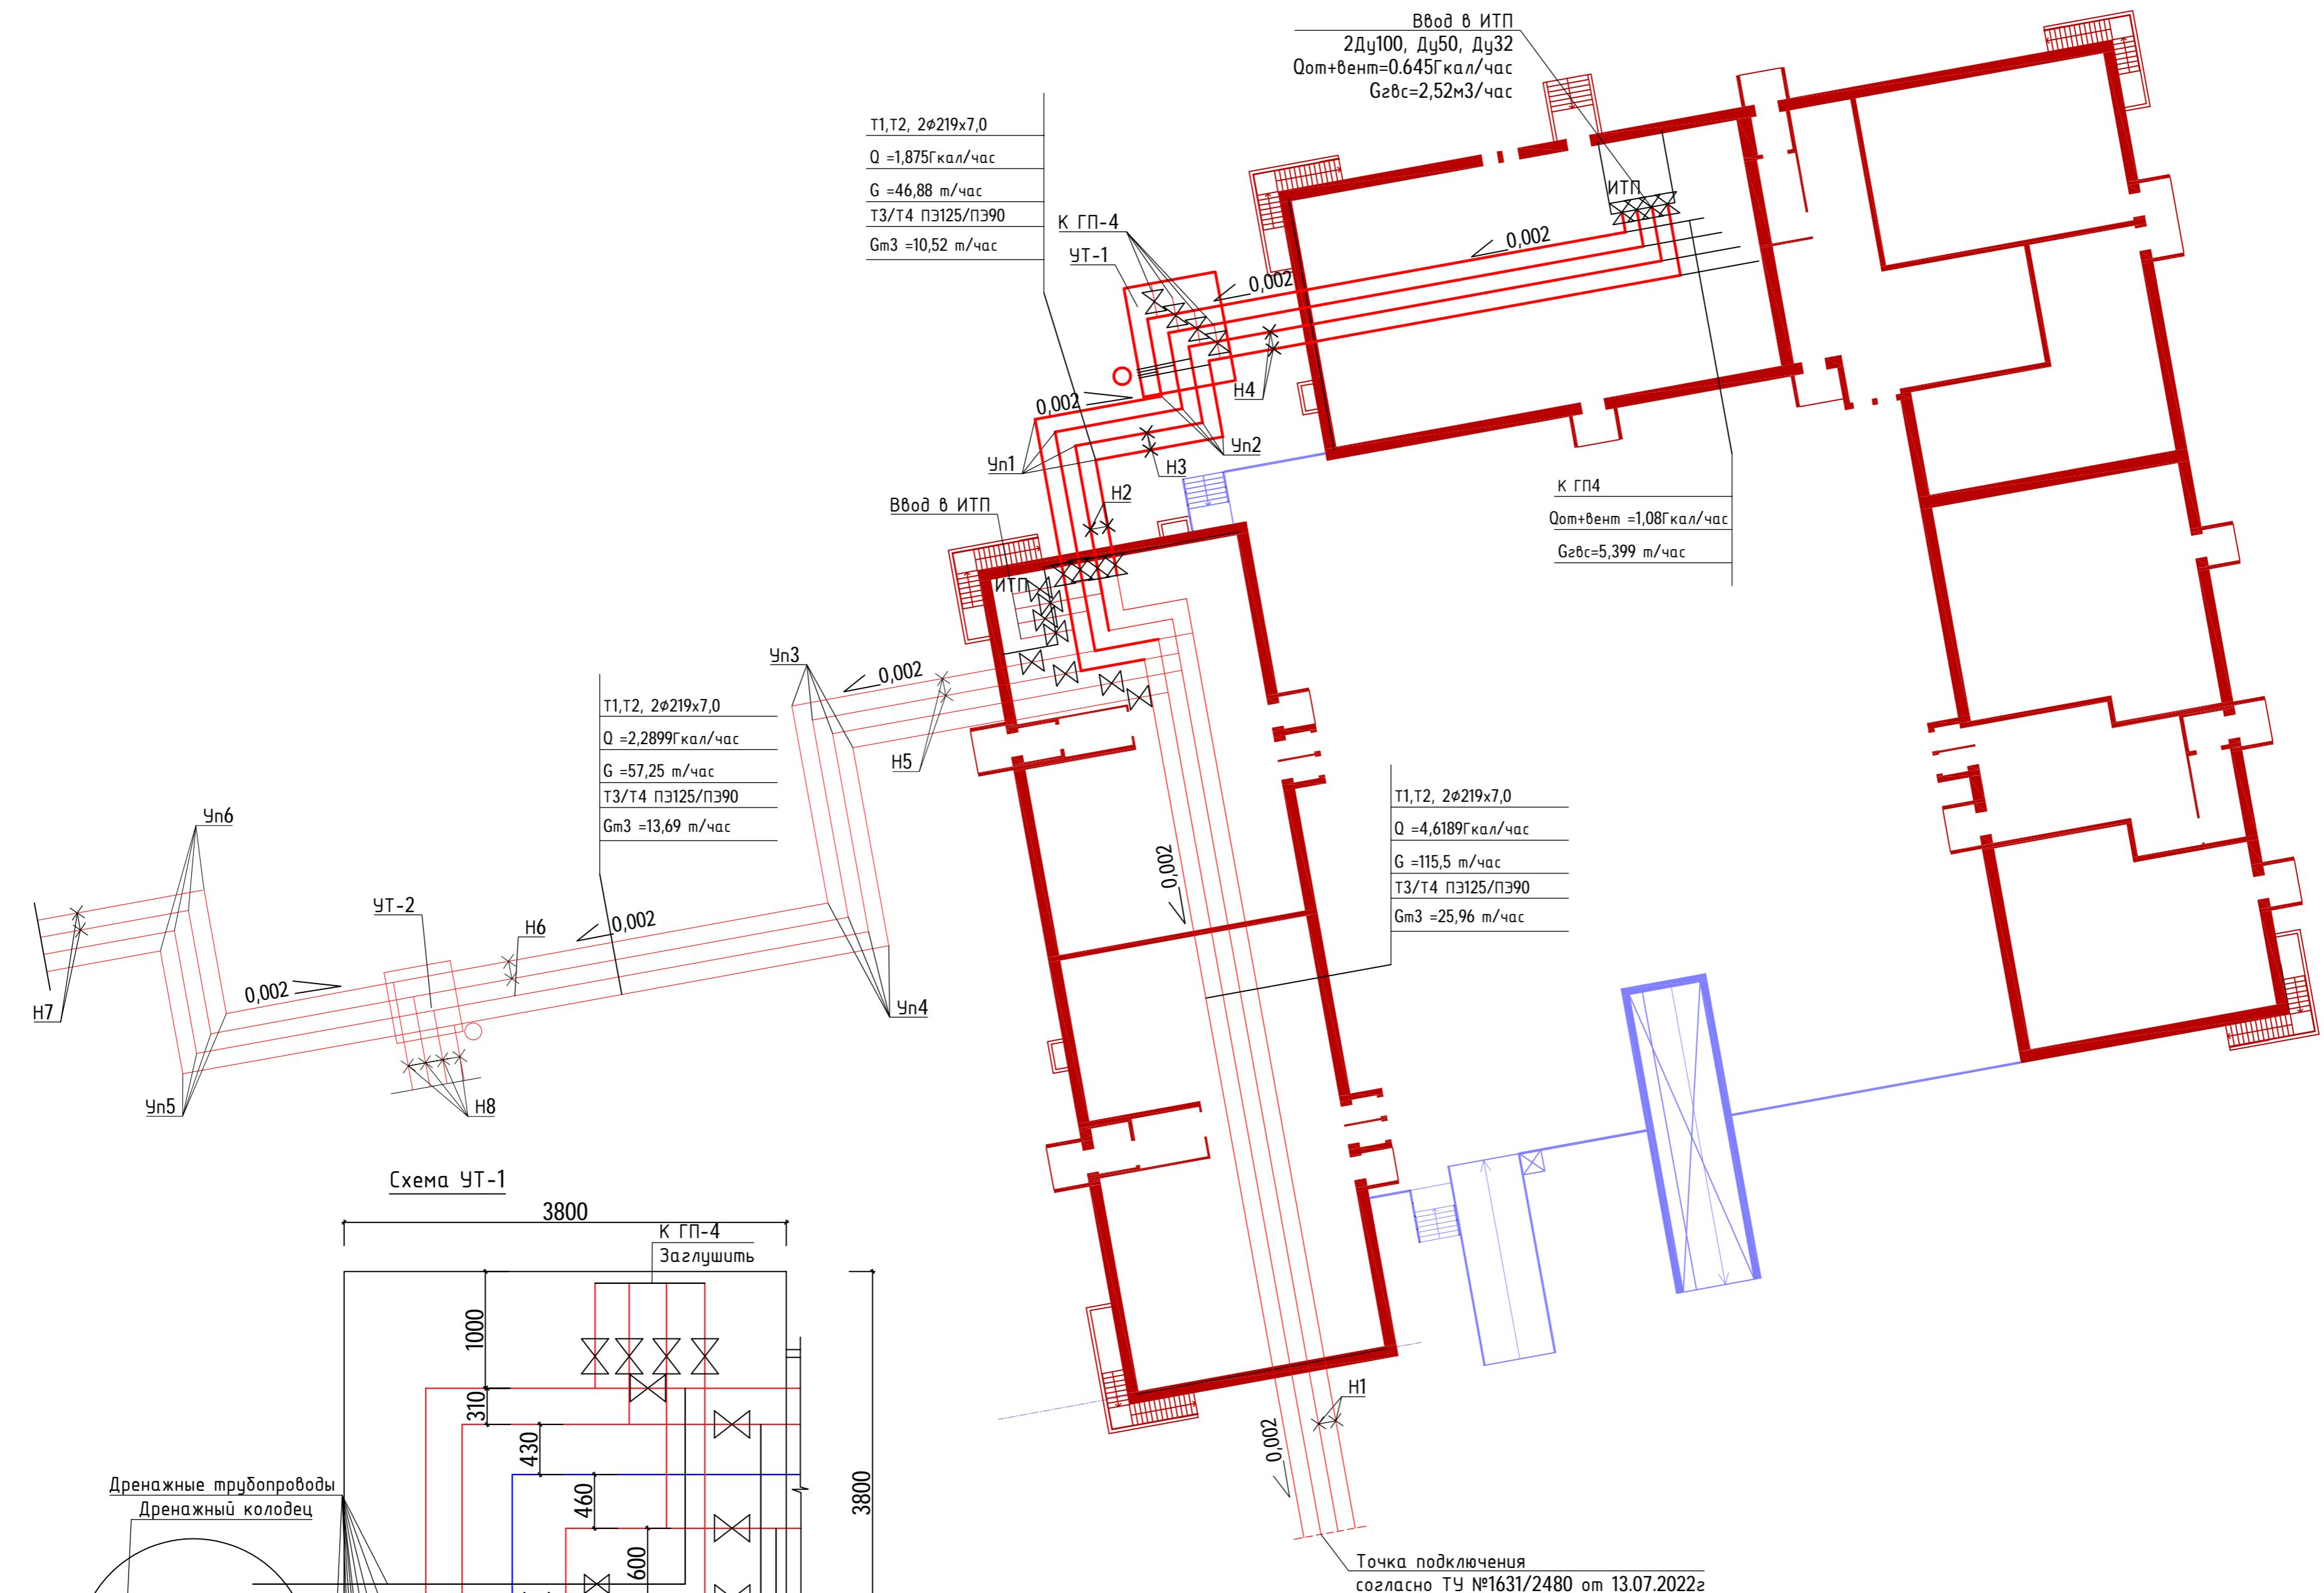 Ввод в ИТП
2Ду100, Ду50, Ду32
Qот+вент=0.645Гкал/час
Gгвс=2,52м3/час
Т1,Т2, 2Ф219х7,0
Q =1,875Гкал/час
G =46,88 т/час
Т3/Т4 ПЭ125/ПЭ90
Gт3 =10,52 т/час
К ГП-4
УТ-1
ИТП
0,002
0,002
0,002
Н4
Уп2
Уп1
Н3
Н2
Ввод в ИТП
ИТП
К ГП4
Qот+вент =1,08Гкал/час
Gгвс=5,399 т/час
Уп3
0,002
Н5
Т1,Т2, 2Ф219х7,0
Q =2,2899Гкал/час
G =57,25 т/час
Т3/Т4 ПЭ125/ПЭ90
Gт3 =13,69 т/час
Т1,Т2, 2Ф219х7,0
Q =4,6189Гкал/час
G =115,5 т/час
Т3/Т4 ПЭ125/ПЭ90
Gт3 =25,96 т/час
0,002
Уп6
УТ-2
Н6
0,002
0,002
Н7
Уп4
Уп5
Н8
Схема УТ-1
3800
К ГП-4
Заглушить
1000
310
430
460
600
3800
Дренажные трубопроводы
Дренажный колодец
Н1
0,002
Точка подключения
согласно ТУ №1631/2480 от 13.07.2022г